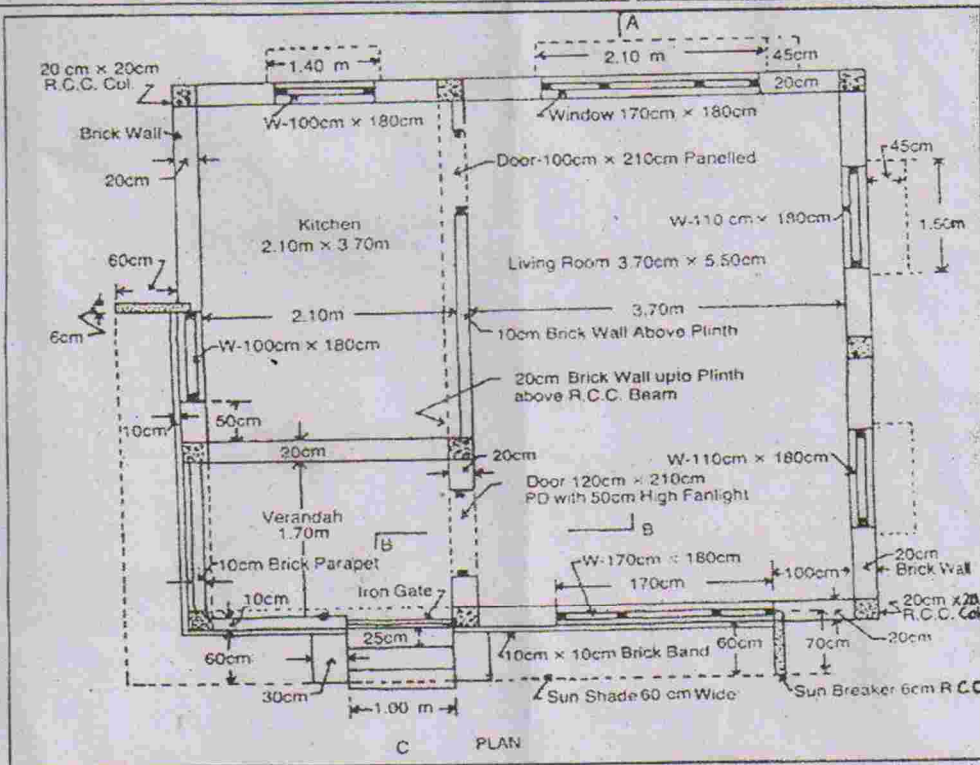 A
1.40 m
2.10 m
45cm
20 cm × 20cm
R.C.C. Col.
20cm
W-100cm × 180cm
Window 170cm × 180cm
Brick Wall
Door-100cm × 210cm Panelled
45cm
20cm
W-110 cm × 180cm
1.50m
Kitchen
2.10m × 3.70m
Living Room 3.70cm × 5.50cm
60cm
2.10m
3.70m
6cm
10cm Brick Wall Above Plinth
W-100cm × 180cm
20cm Brick Wall upto Plinth
above R.C.C. Beam
50cm
10cm
20cm
20cm
W-110cm × 180cm
Door 120cm × 210cm
PD with 50cm High Fanlight
Verandah
1.70m
B
B
W-170cm × 180cm
20cm
Brick Wall
10cm Brick Parapet
170cm
100cm
Iron Gate
20cm × 20
R.C.C. Col
10cm
25cm
20cm
60cm
10cm × 10cm Brick Band
60cm
70cm
30cm
Sun Shade 60 cm Wide
Sun Breaker 6cm R.C.C
1.00 m
C PLAN